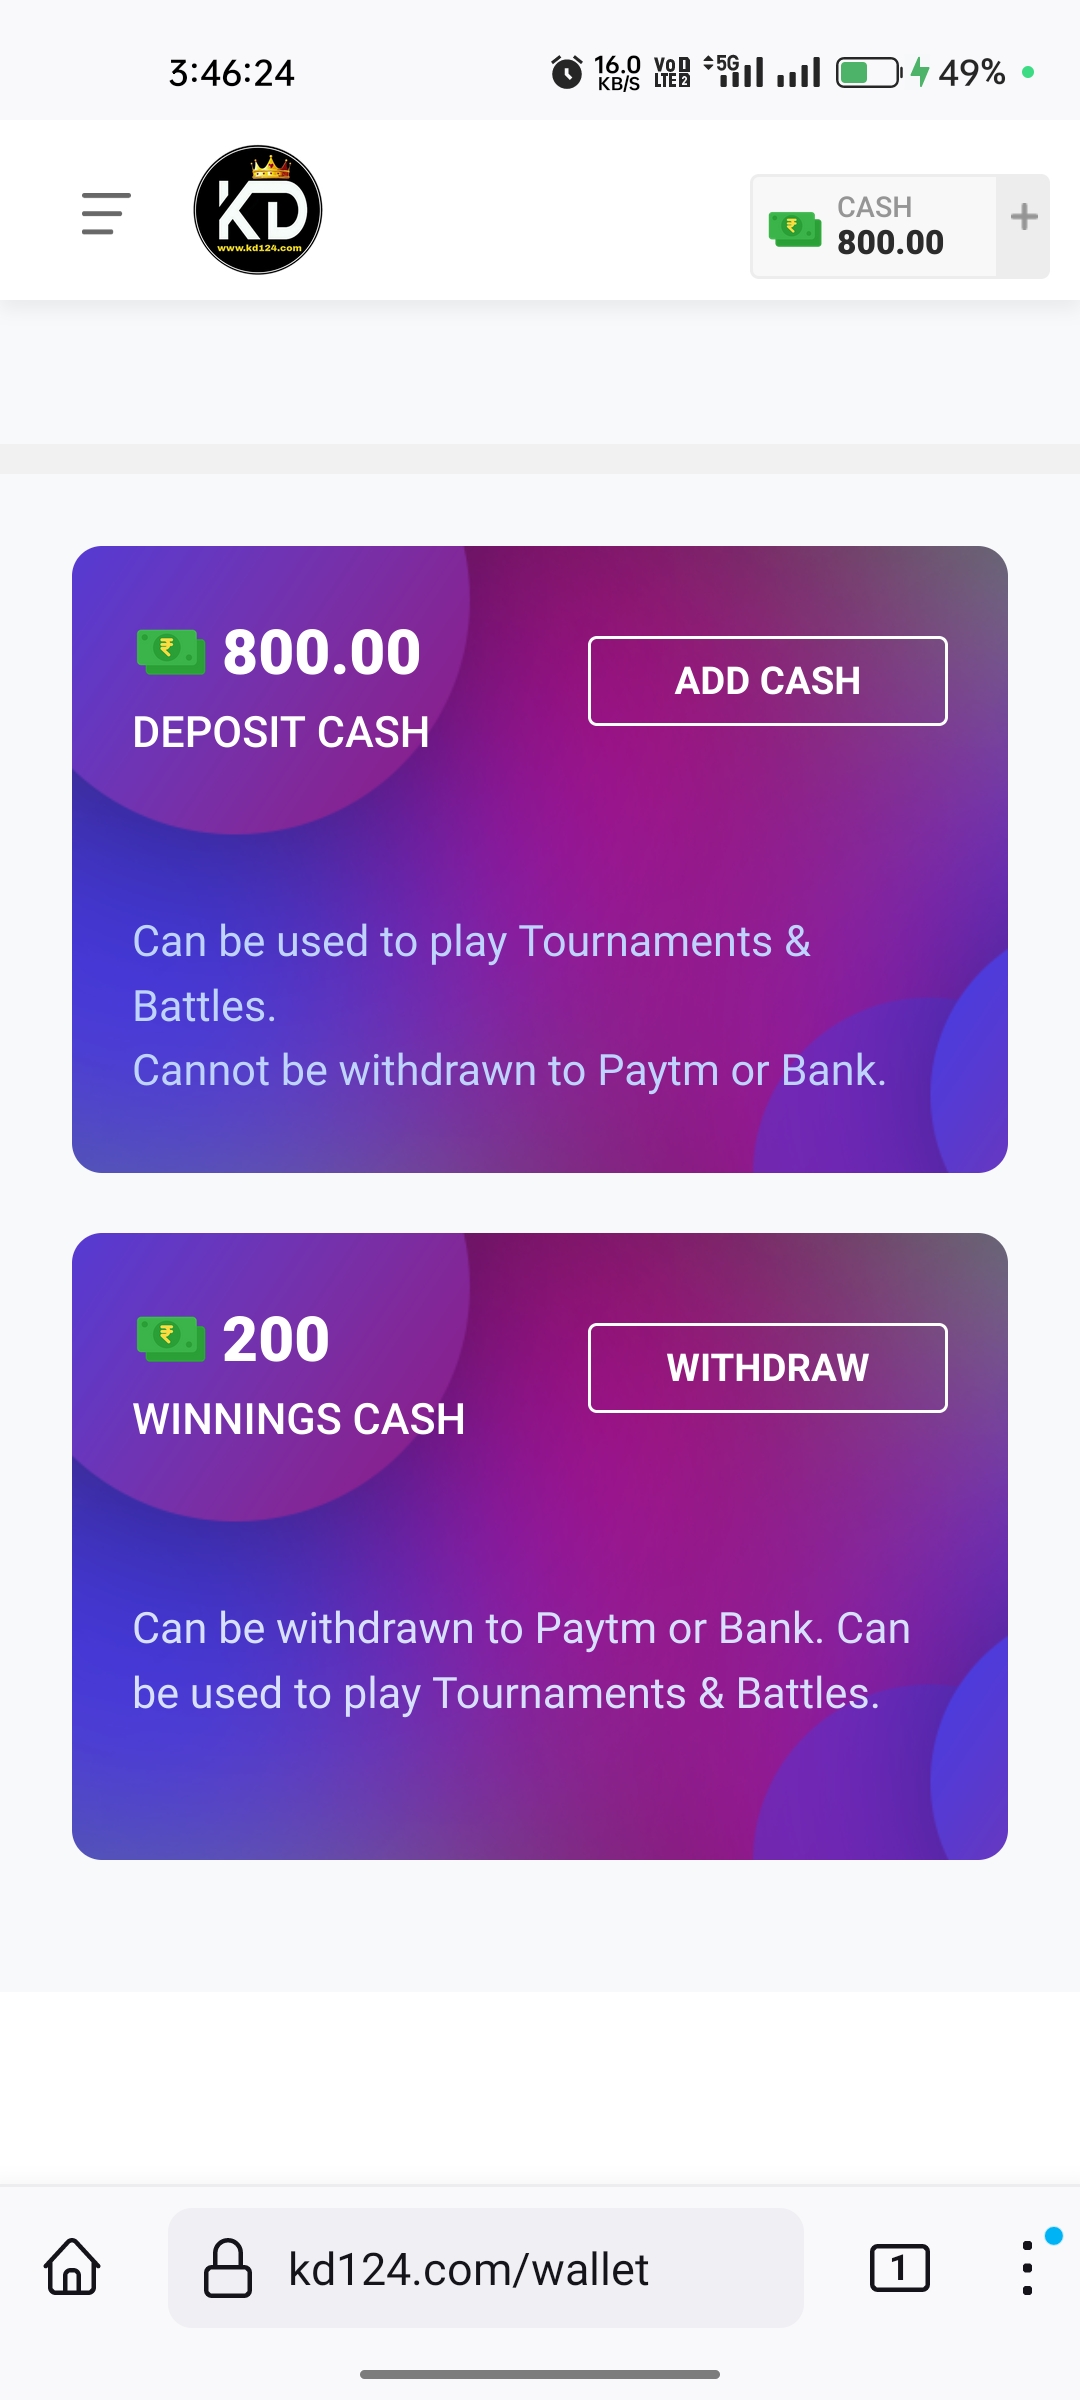 3:46:24
16.0
KB/S
Vo
LTE 2
5G
49%
KD
www.kd124.com
CASH
800.00
800.00
DEPOSIT CASH
ADD CASH
Can be used to play Tournaments &
Battles.
Cannot be withdrawn to Paytm or Bank.
200
WINNINGS CASH
WITHDRAW
Can be withdrawn to Paytm or Bank. Can
be used to play Tournaments & Battles.
kd124.com/wallet
1